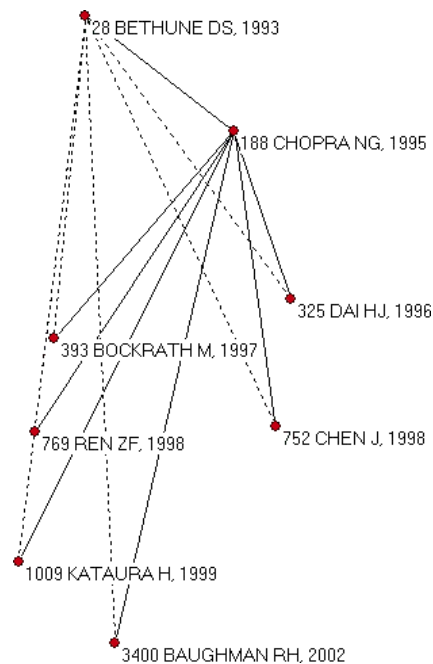 28 BETHUNE DS, 1993
188 CHOPRA NG, 1995
325 DAI HJ, 1996
393 BOCKRATH M, 1997
752 CHEN J, 1998
769 REN ZF, 1998
1009 KATAURA H, 1999
3400 BAUGHMAN RH, 2002